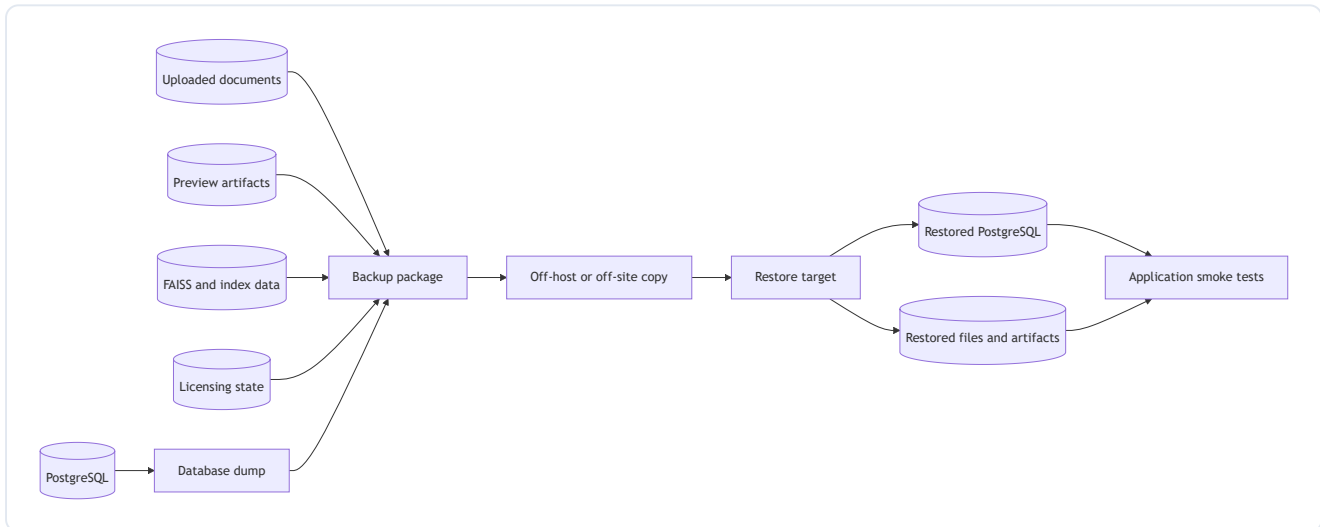 Uploaded documents
Preview artifacts
FAISS and index data
Licensing state
PostgreSQL
Database dump
Backup package
Off-host or off-site copy
Restore target
Restored PostgreSQL
Restored files and artifacts
Application smoke tests